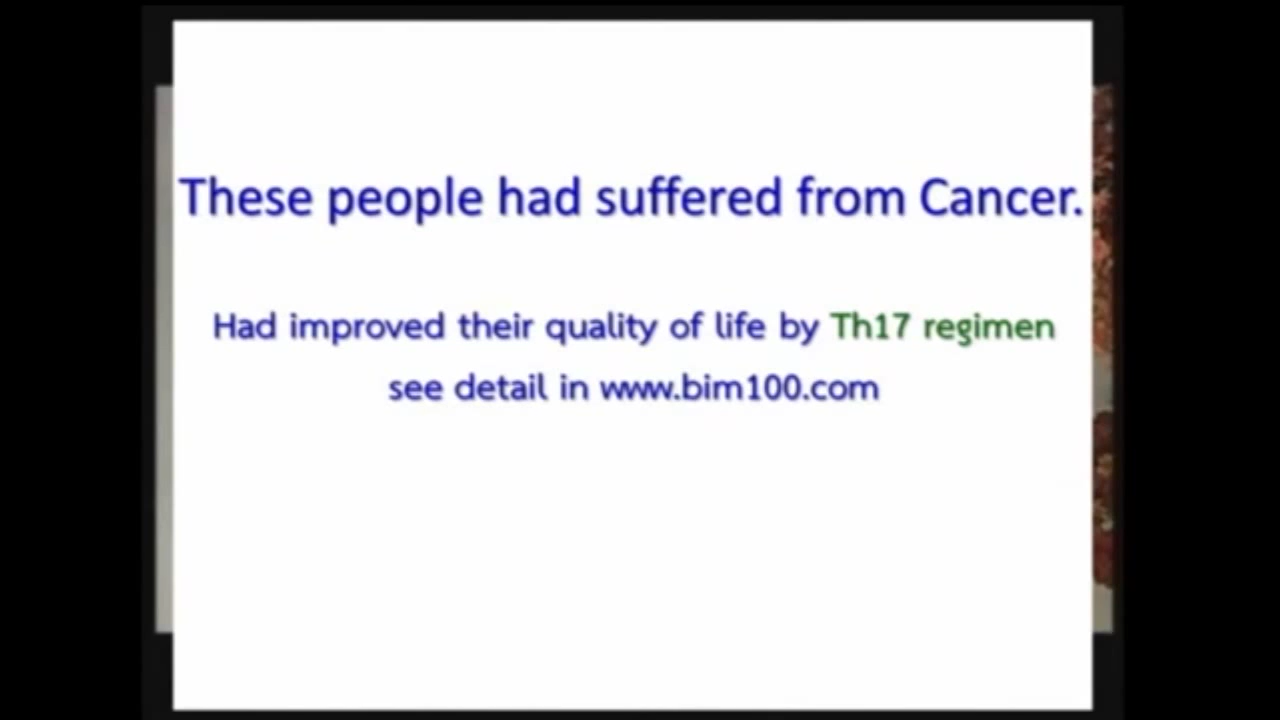 These people had suffered from Cancer.
Had improved their quality of life by Th17 regimen
see detail in www.bim100.com